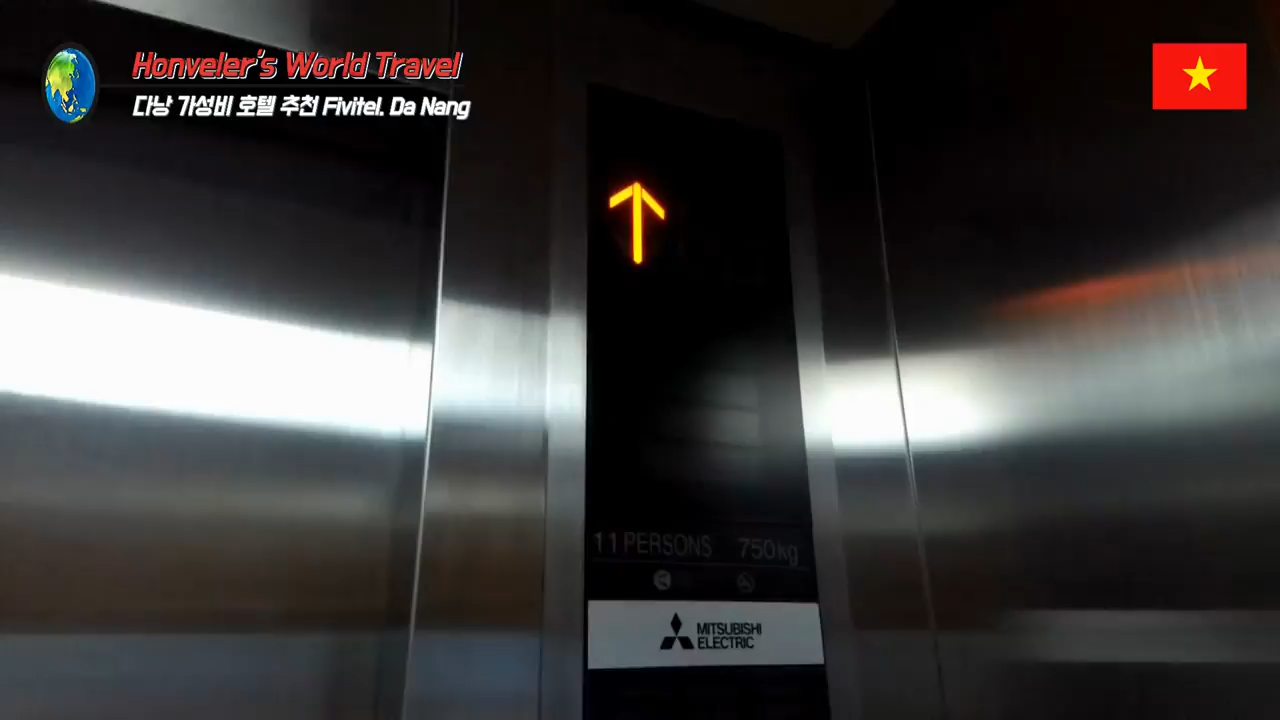 Honveler's World Travel
다낭 가성비 호텔 추천 Fivitel. Da Nang
11 PERSONS 750kg
MITSUBISHI
ELECTRIC